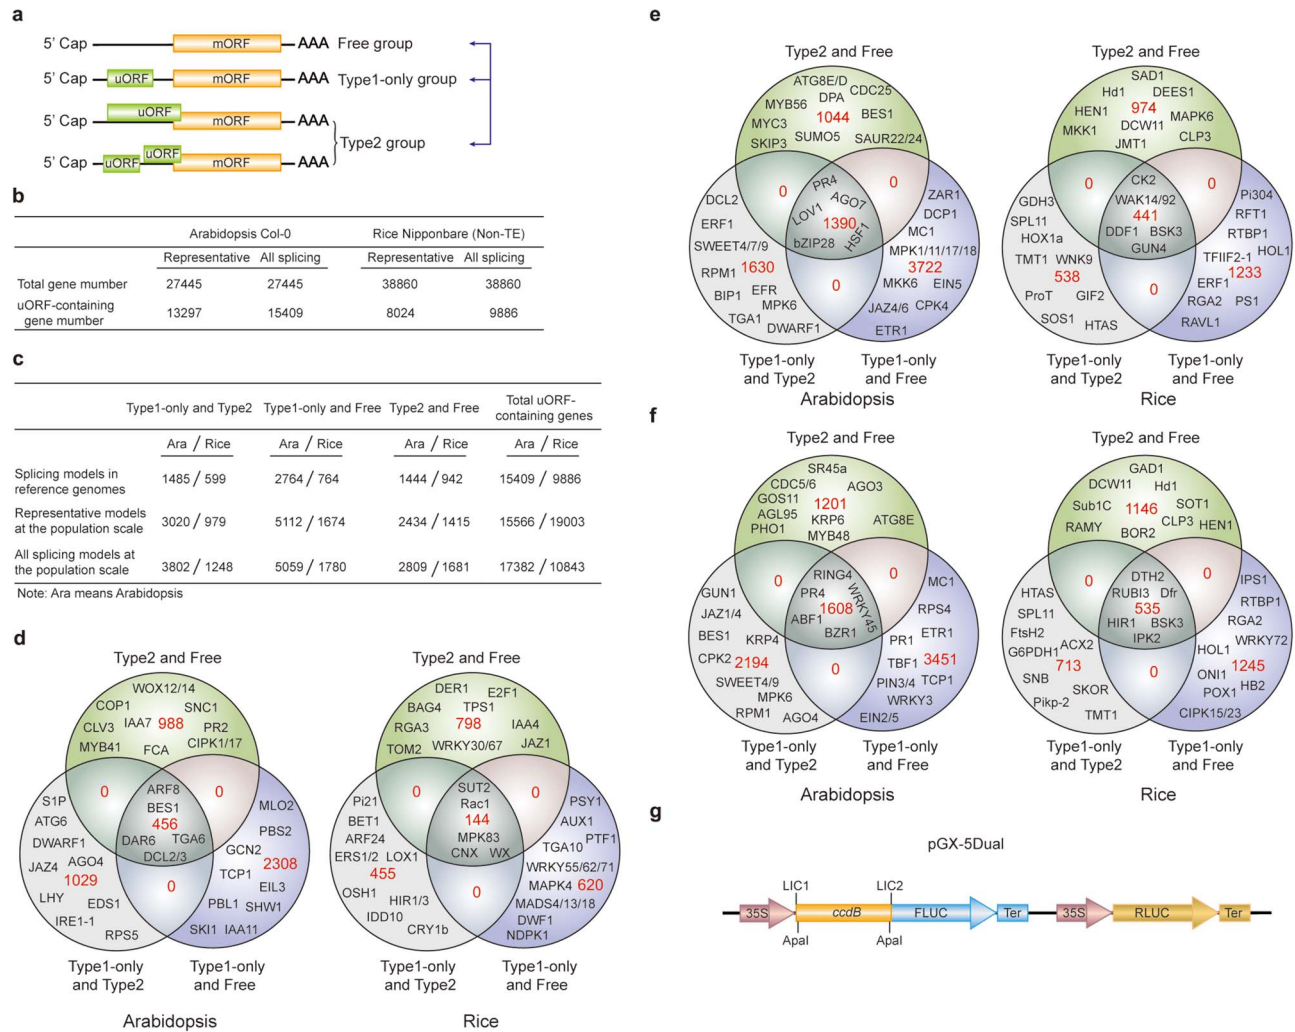 a
5' Cap mORF AAA Free group
5' Cap uORF mORF AAA Type1-only group
5' Cap uORF mORF AAA
Type2 group
5' Cap uORF uORF mORF AAA
b
Arabidopsis Col-0 Rice Nipponbare (Non-TE)
Representative All splicing Representative All splicing
Total gene mumber 27445 27445 38860 38860
uORF-containing
gene mumber 13297 15409 8024 9886
c
Type1-only and Type2 Type1-only and Free Type2 and Free Total uORF-
containing genes
Ara / Rice Ara / Rice Ara / Rice Ara / Rice
Splicing models in
reference genomes 1485 / 599 2764 / 764 1444 / 942 15409 / 9886
Representative models
at the population scale 3020 / 979 5112 / 1674 2434 / 1415 15566 / 19003
All splicing models at
the population scale 3802 / 1248 5059 / 1780 2809 / 1681 17382 / 10843
Note: Ara means Arabidopsis
d
Type2 and Free
WOX12/14
COP1 SNC1
CLV3 IAA7 988 PR2
MYB41 FCA CIPK1/17
0 0
ARF8
BES1
456
DAR6 TGA6
DCL2/3
0
S1P
ATG6
DWARF1
JAZ4 AGO4
1029
LHY EDS1
IRE1-1
RPS5
MLO2
PBS2
GCN2
2308
TCP1
EIL3
PBL1 SHW1
SKI1 IAA11
Type1-only
and Type2
Type1-only
and Free
Arabidopsis
Type2 and Free
DER1 E2F1
BAG4 TPS1
RGA3 798 IAA4
TOM2 WRKY30/67 JAZ1
0 0
SUT2
Rac1
144
MPK83
CNX WX
0
Pi21
BET1
ARF24
ERS1/2 LOX1
455
OSH1 HIR1/3
IDD10
CRY1b
PSY1
AUX1
PTF1
TGA10
WRKY55/62/71
MAPK4 620
MADS4/13/18
DWF1
NDPK1
Type1-only
and Type2
Type1-only
and Free
Rice
e
Type2 and Free
ATG8E/D CDC25
DPA
MYB56 1044 BES1
MYC3 SUMO5
SKIP3 SAUR22/24
0 0
PR4
AGO7
LOV1 1390
bZIP28 HSF1
0
DCL2
ERF1
SWEET4/7/9
RPM1 1630
BIP1 EFR
MPK6
TGA1
DWARF1
ZAR1
DCP1
MC1
MPK1/11/17/18
3722
MKK6 EIN5
JAZ4/6 CPK4
ETR1
Type1-only
and Type2
Type1-only
and Free
Arabidopsis
Type2 and Free
SAD1
Hd1 DEES1
HEN1 974 MAPK6
MKK1 DCW11 CLP3
JMT1
0 0
CK2
WAK14/92
441
DDF1 BSK3
GUN4
0
GDH3
SPL11
HOX1a
TMT1 WNK9
538
ProT GIF2
SOS1 HTAS
Pi304
RFT1
RTBP1
HOL1
TFIIF2-1
1233
ERF1
RGA2 PS1
RAVL1
Type1-only
and Type2
Type1-only
and Free
Rice
f
Type2 and Free
SR45a
CDC5/6 AGO3
GOS11 1201
AGL95 KRP6 ATG8E
PHO1 MYB48
0 0
RING4
PR4 WRKY45
1608
ABF1
BZR1
0
GUN1
JAZ1/4
BES1 KRP4
CPK2 2194
SWEET4/9
MPK6
RPM1
AGO4
MC1
RPS4
PR1 ETR1
TBF1 3451
PIN3/4 TCP1
WRKY3
EIN2/5
Type1-only
and Type2
Type1-only
and Free
Arabidopsis
Type2 and Free
GAD1
DCW11 Hd1
Sub1C 1146 SOT1
RAMY CLP3 HEN1
BOR2
0 0
DTH2
RUBI3 Dfr
535
HIR1 BSK3
IPK2
0
HTAS
SPL11
FtsH2 ACX2
G6PDH1
713
SNB
SKOR
Pikp-2
TMT1
IPS1
RTBP1
RGA2
WRKY72
HOL1
1245
ONI1
POX1 HB2
CIPK15/23
Type1-only
and Type2
Type1-only
and Free
Rice
g
pGX-5Dual
LIC1 LIC2
35S ccdB FLUC Ter 35S RLUC Ter
ApaI ApaI